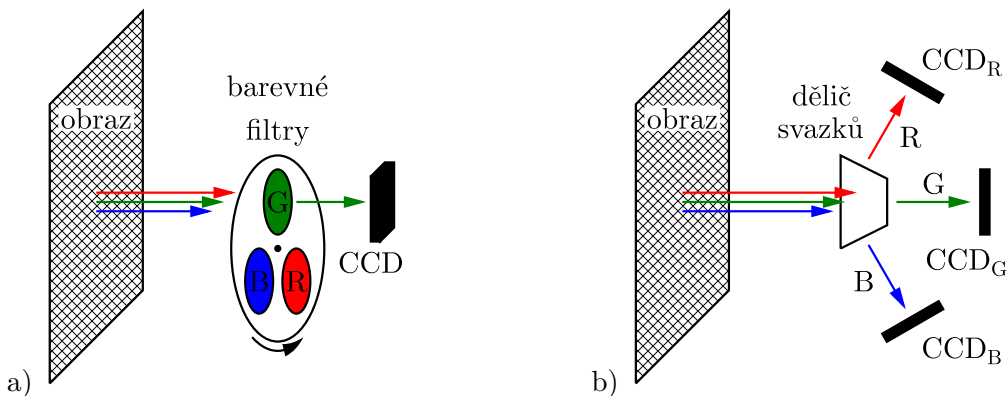 obraz
barevné
filtry
G
B
R
CCD
a)
obraz
dělič
svazků
R
G
B
CCD_R
CCD_G
CCD_B
b)